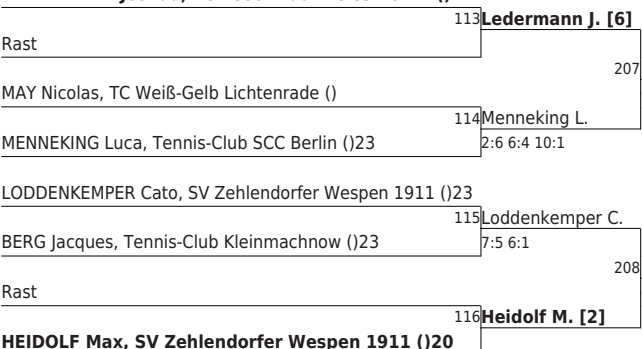 113 Ledermann J. [6]
Rast
207
MAY Nicolas, TC Weiß-Gelb Lichtenrade ()
114 Menneking L.
MENNEKING Luca, Tennis-Club SCC Berlin ()23
2:6 6:4 10:1
LODDENKEMPER Cato, SV Zehlendorfer Wespen 1911 ()23
115 Loddenkemper C.
BERG Jacques, Tennis-Club Kleinmachnow ()23
7:5 6:1
208
Rast
116 Heidolf M. [2]
HEIDOLF Max, SV Zehlendorfer Wespen 1911 ()20